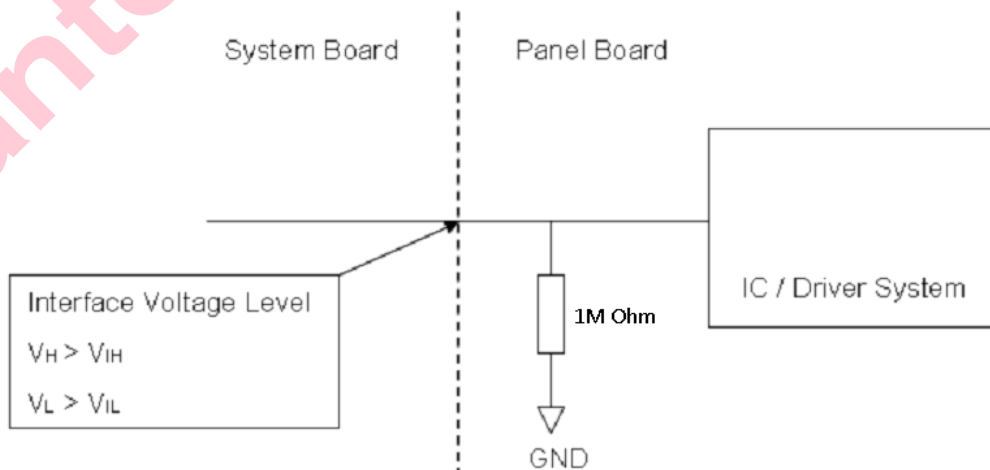 System Board
Panel Board
Interface Voltage Level
VH > VIH
VL > VIL
1M Ohm
IC / Driver System
GND